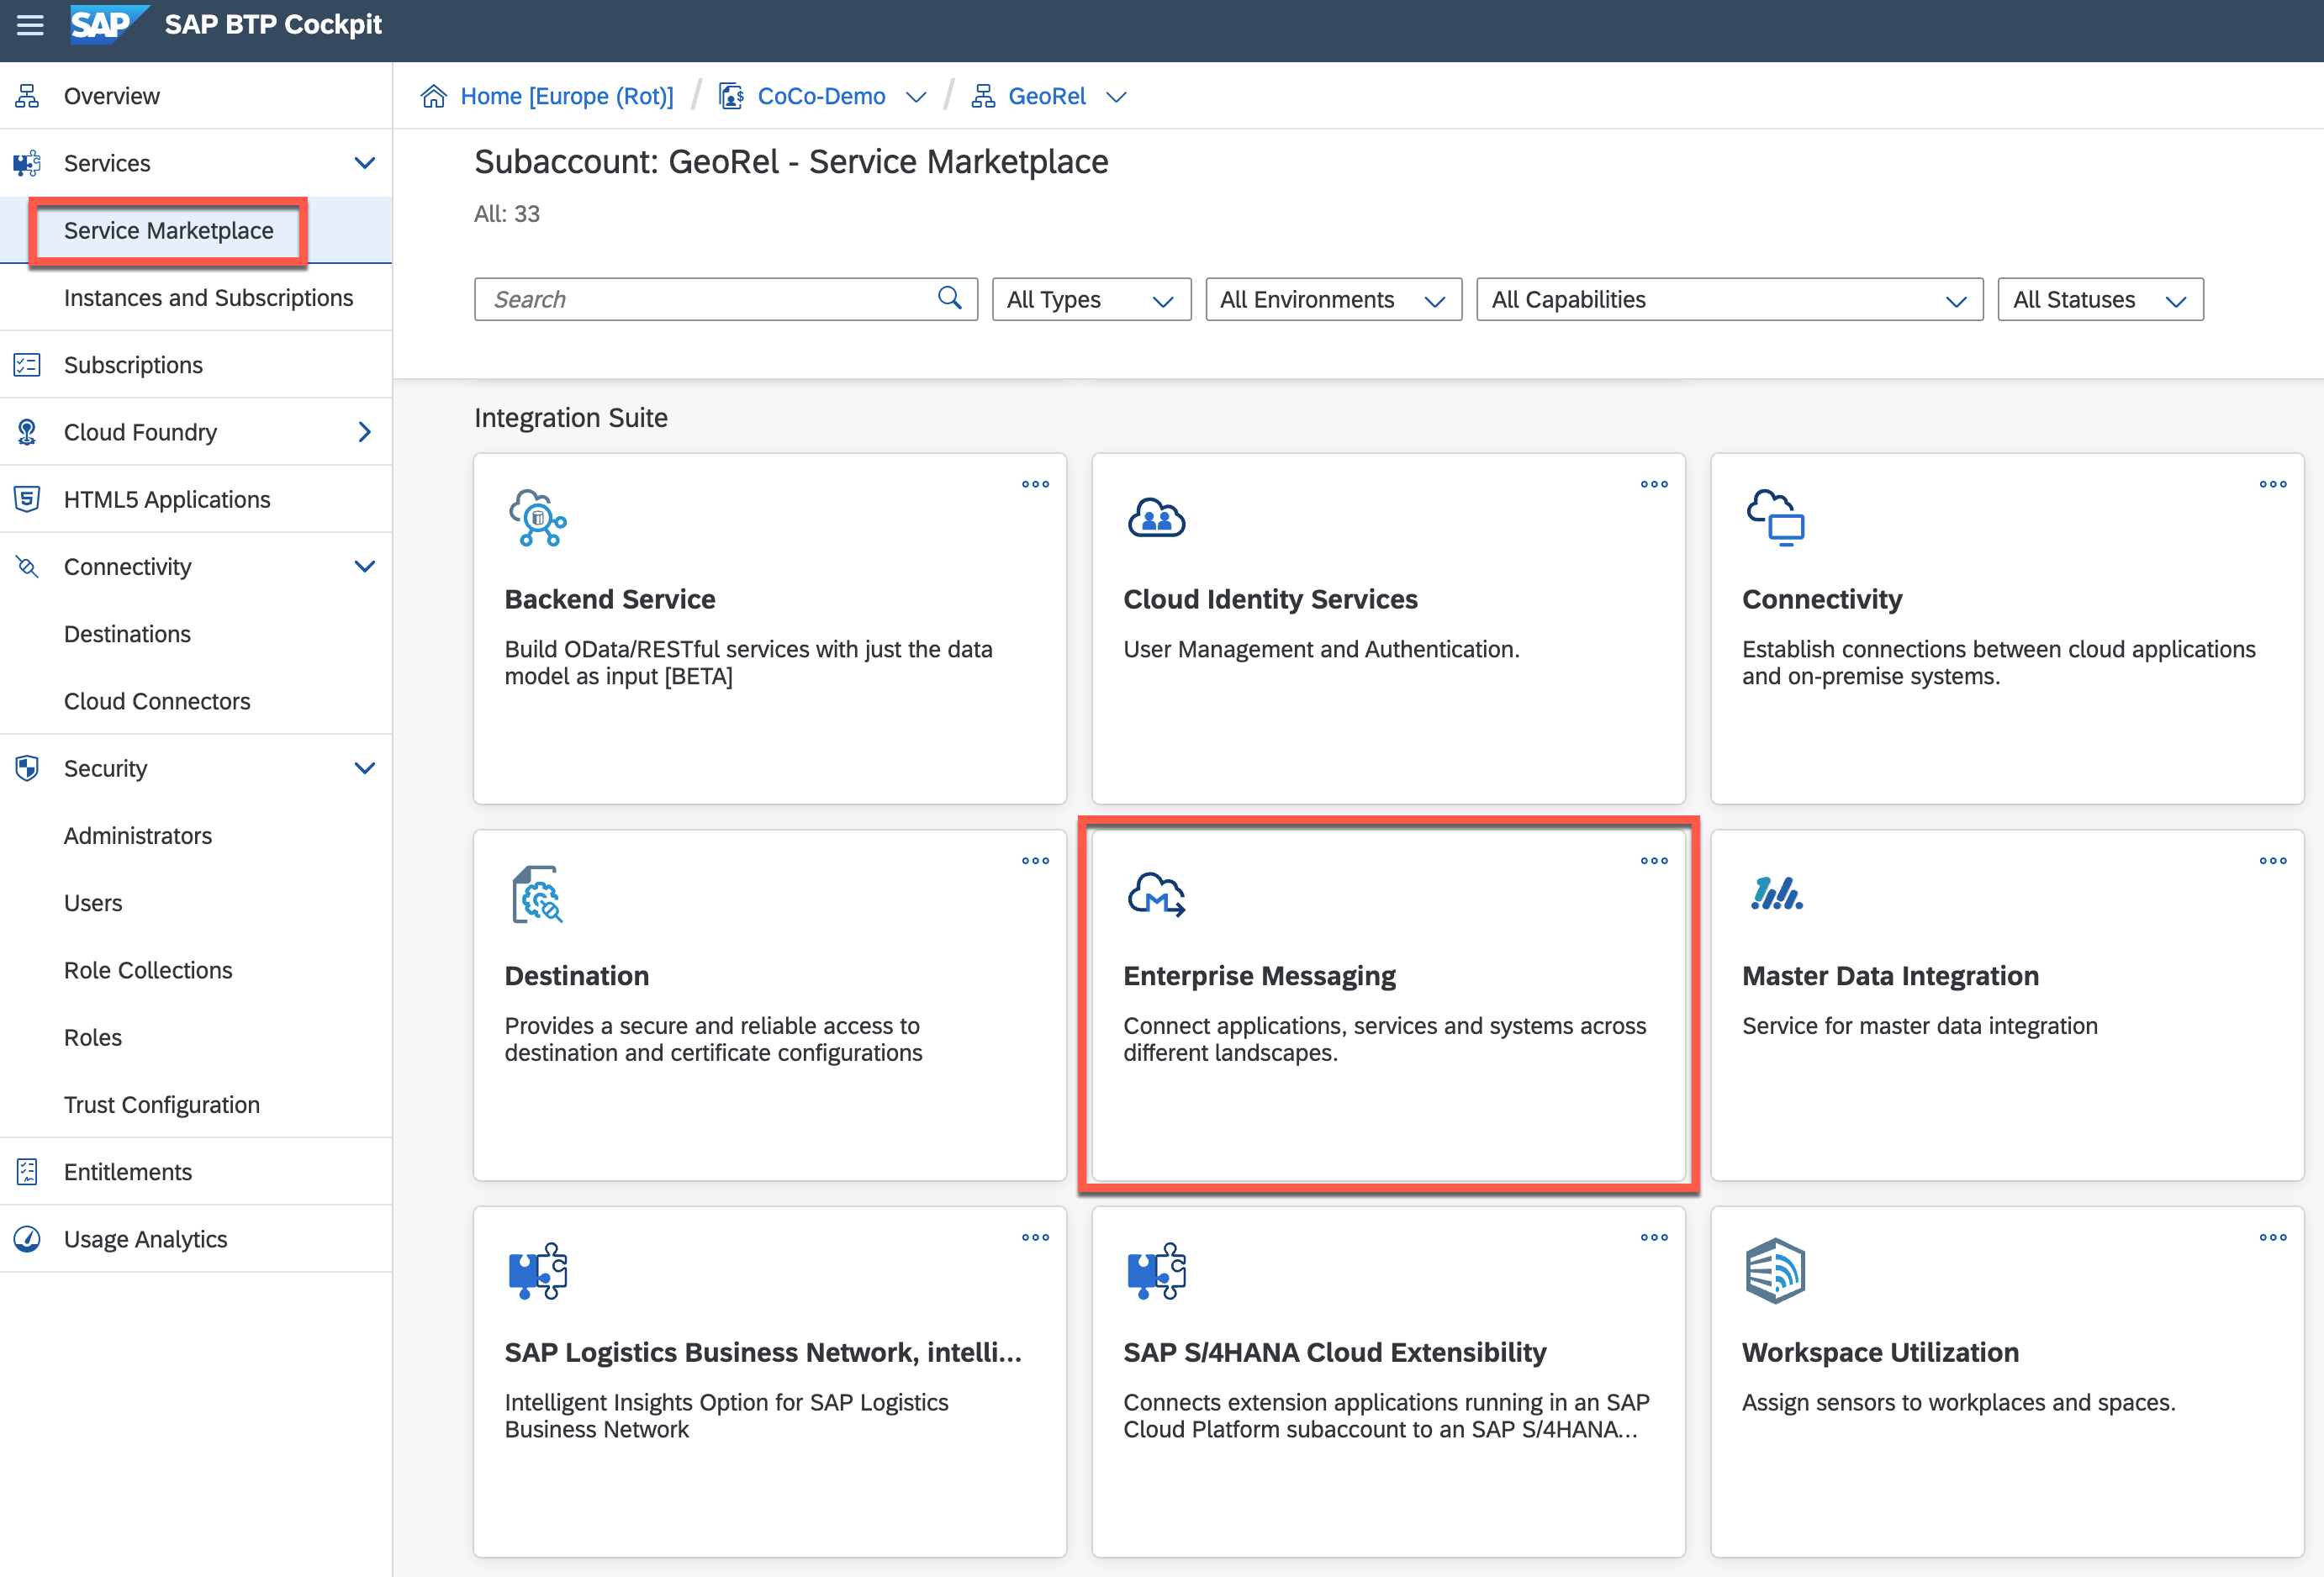 SAP SAP BTP Cockpit
Overview
Services
Service Marketplace
Instances and Subscriptions
Subscriptions
Cloud Foundry
HTML5 Applications
Connectivity
Destinations
Cloud Connectors
Security
Administrators
Users
Role Collections
Roles
Trust Configuration
Entitlements
Usage Analytics
Home [Europe (Rot)] / CoCo-Demo / GeoRel
Subaccount: GeoRel - Service Marketplace
All: 33
Search
All Types
All Environments
All Capabilities
All Statuses
Integration Suite
Backend Service
Build OData/RESTful services with just the data
model as input [BETA]
Cloud Identity Services
User Management and Authentication.
Connectivity
Establish connections between cloud applications
and on-premise systems.
Destination
Provides a secure and reliable access to
destination and certificate configurations
Enterprise Messaging
Connect applications, services and systems across
different landscapes.
Master Data Integration
Service for master data integration
SAP Logistics Business Network, intelli...
Intelligent Insights Option for SAP Logistics
Business Network
SAP S/4HANA Cloud Extensibility
Connects extension applications running in an SAP
Cloud Platform subaccount to an SAP S/4HANA...
Workspace Utilization
Assign sensors to workplaces and spaces.